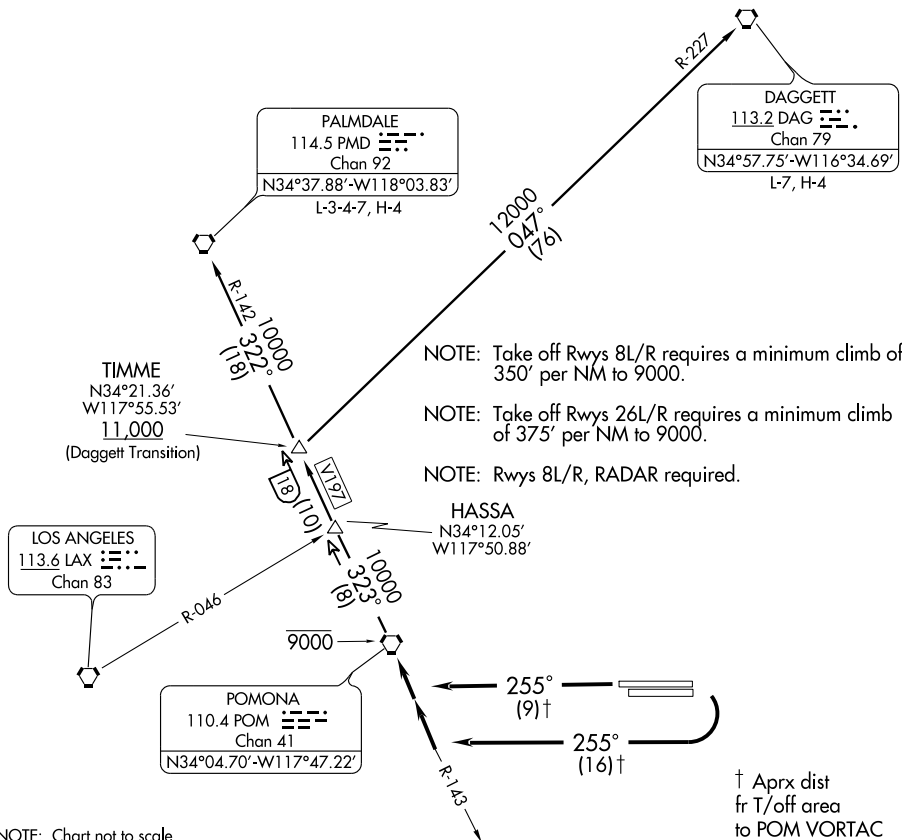 R-227
DAGGETT
113.2 DAG
Chan 79
N34°57.75'-W116°34.69'
L-7, H-4
PALMDALE
114.5 PMD
Chan 92
N34°37.88'-W118°03.83'
L-3-4-7, H-4
12000
047°
(76)
R-142
10000
322°
(18)
NOTE: Take off Rwys 8L/R requires a minimum climb of
350' per NM to 9000.
TIMME
N34°21.36'
W117°55.53'
11,000
(Daggett Transition)
NOTE: Take off Rwys 26L/R requires a minimum climb
of 375' per NM to 9000.
NOTE: Rwys 8L/R, RADAR required.
V197
18
(10)
HASSA
N34°12.05'
W117°50.88'
LOS ANGELES
113.6 LAX
Chan 83
R-046
10000
323°
(8)
9000
POMONA
110.4 POM
Chan 41
N34°04.70'-W117°47.22'
255°
(9)†
255°
(16)†
R-143
† Aprx dist
fr T/off area
to POM VORTAC
NOTE: Chart not to scale